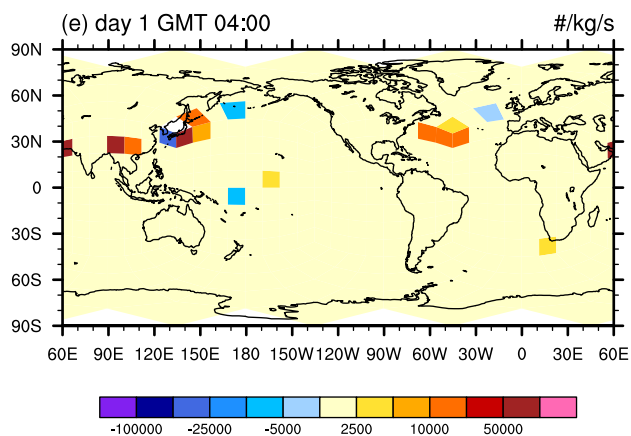 (e) day 1 GMT 04:00 #/kg/s
90N
60N
30N
0
30S
60S
90S
60E 90E 120E 150E 180 150W 120W 90W 60W 30W 0 30E 60E
-100000 -25000 -5000 2500 10000 50000